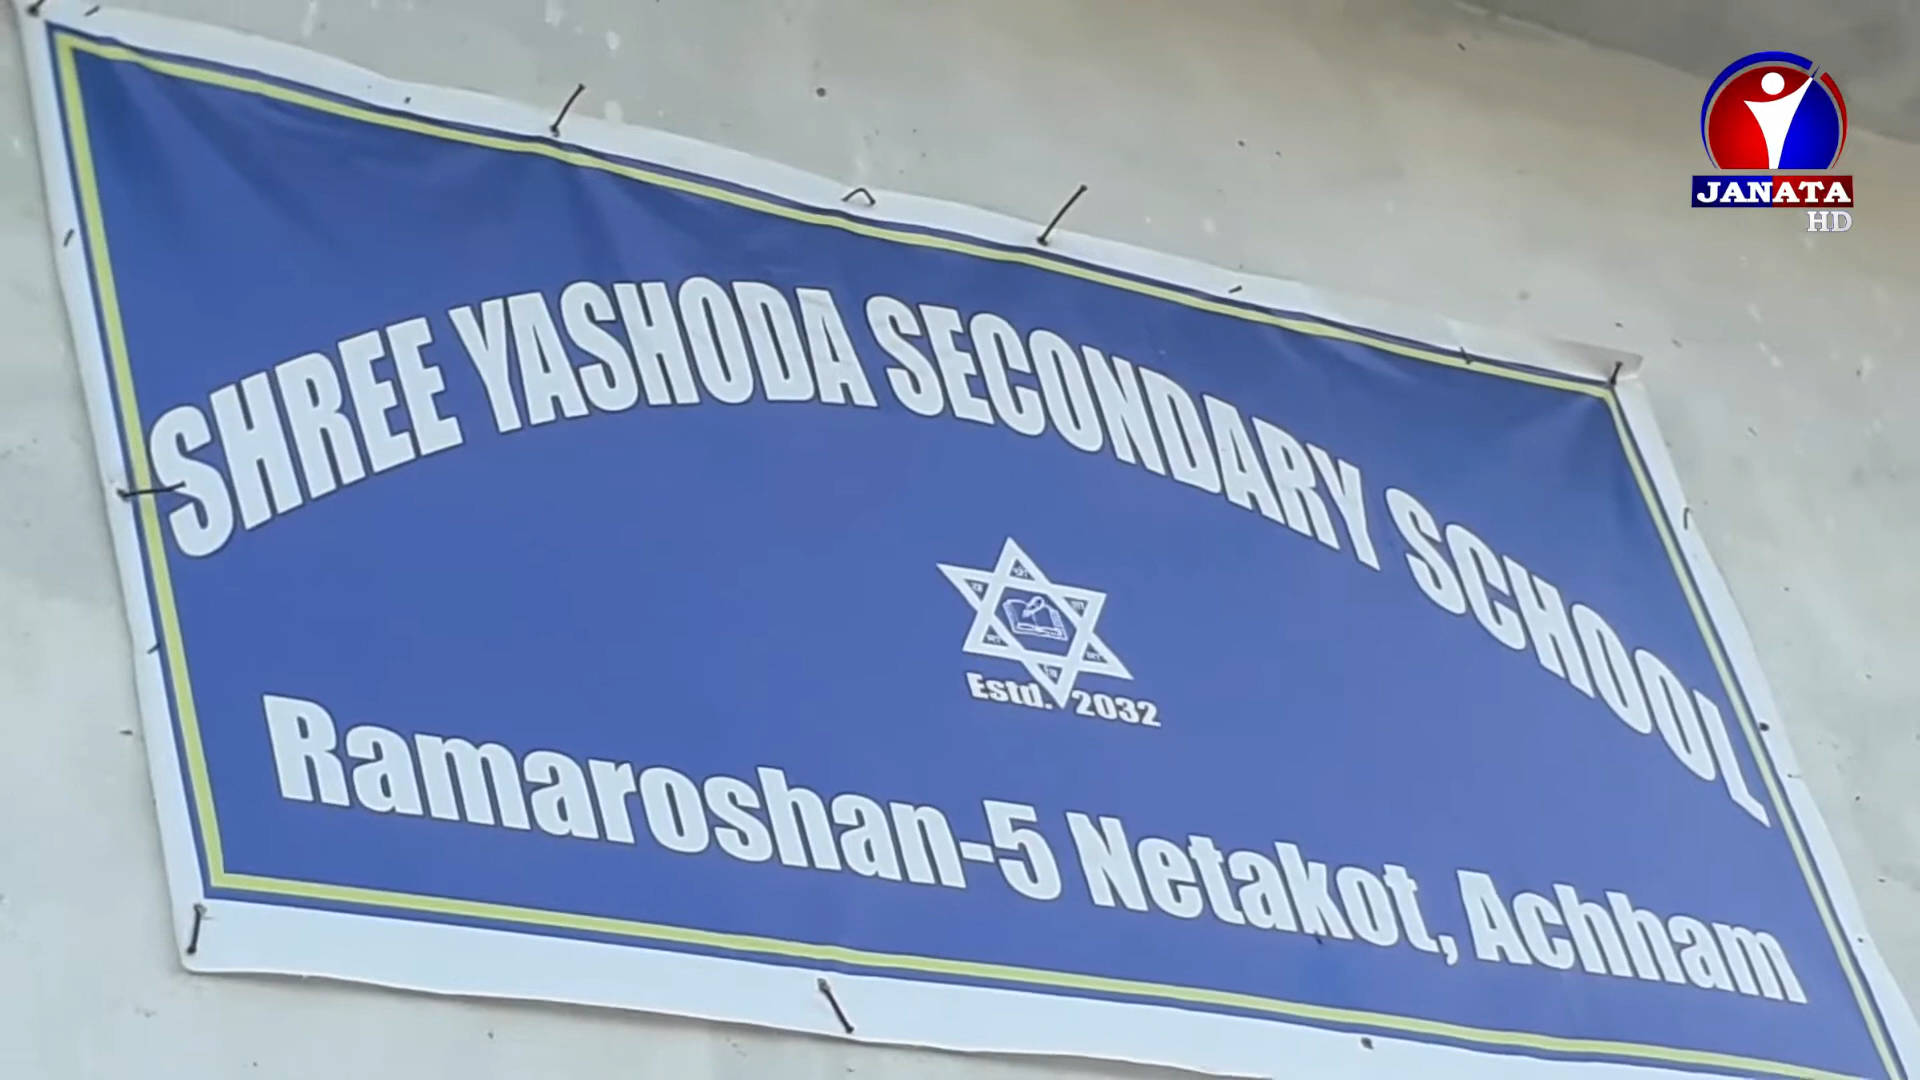 JANATA
HD
SHREE YASHODA SECONDARY SCHOOL
Estd. 2032
Ramaroshan-5 Netakot, Achham